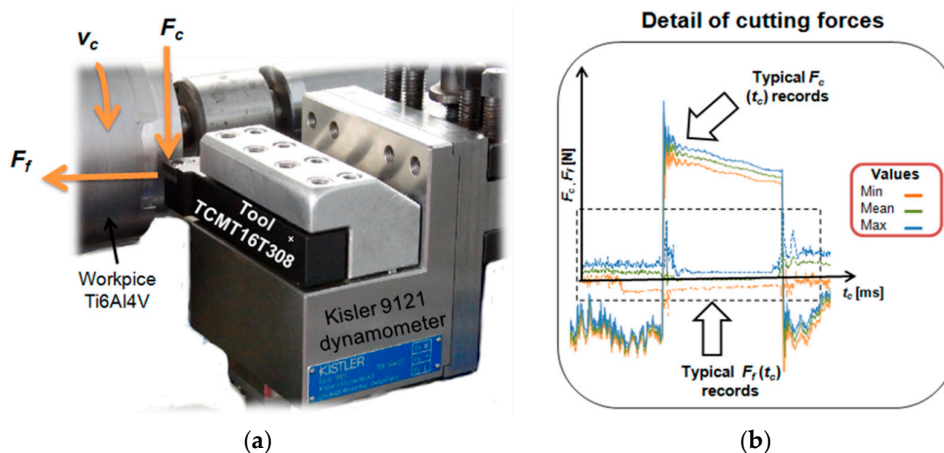 Detail of cutting forces
v_c
F_c
F_f
Tool
TCMT16T308
Workpice
Ti6Al4V
Kisler 9121
dynamometer
KISTLER
(a)
F_c, F_f [N]
Typical F_c
(t_c) records
Values
Min
Mean
Max
t_c [ms]
Typical F_f (t_c)
records
(b)